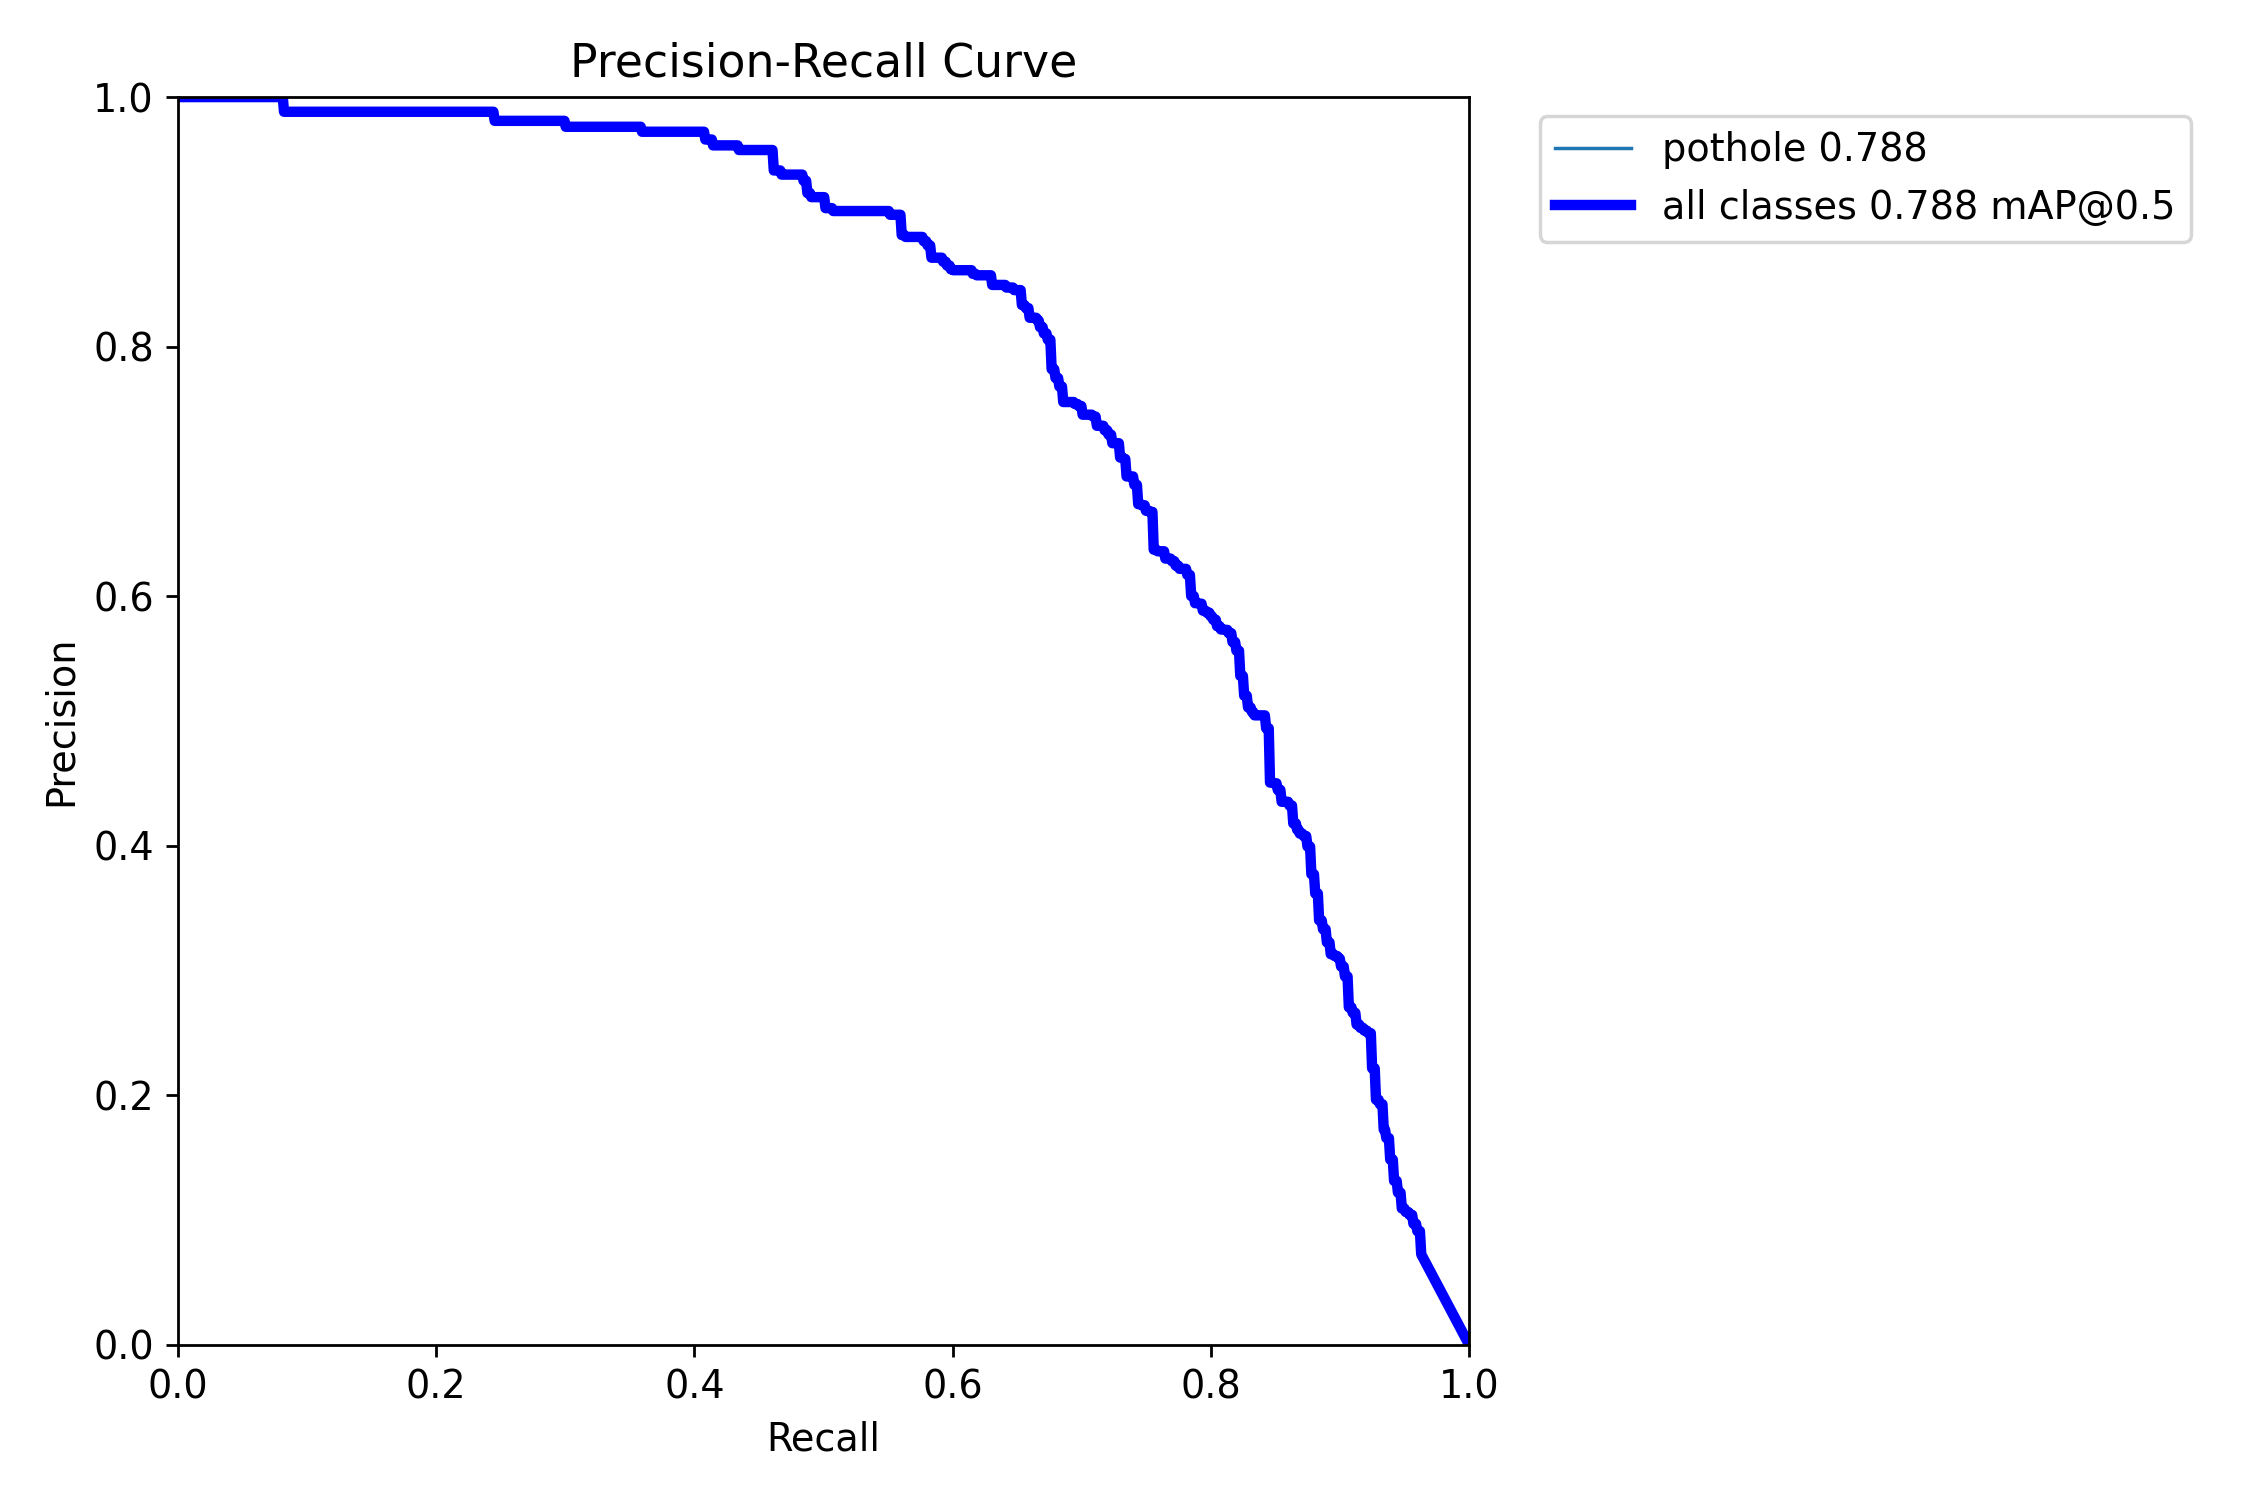 Precision-Recall Curve
1.0
0.8
0.6
0.4
0.2
0.0
Precision
0.0 0.2 0.4 0.6 0.8 1.0
Recall
pothole 0.788
all classes 0.788 mAP@0.5